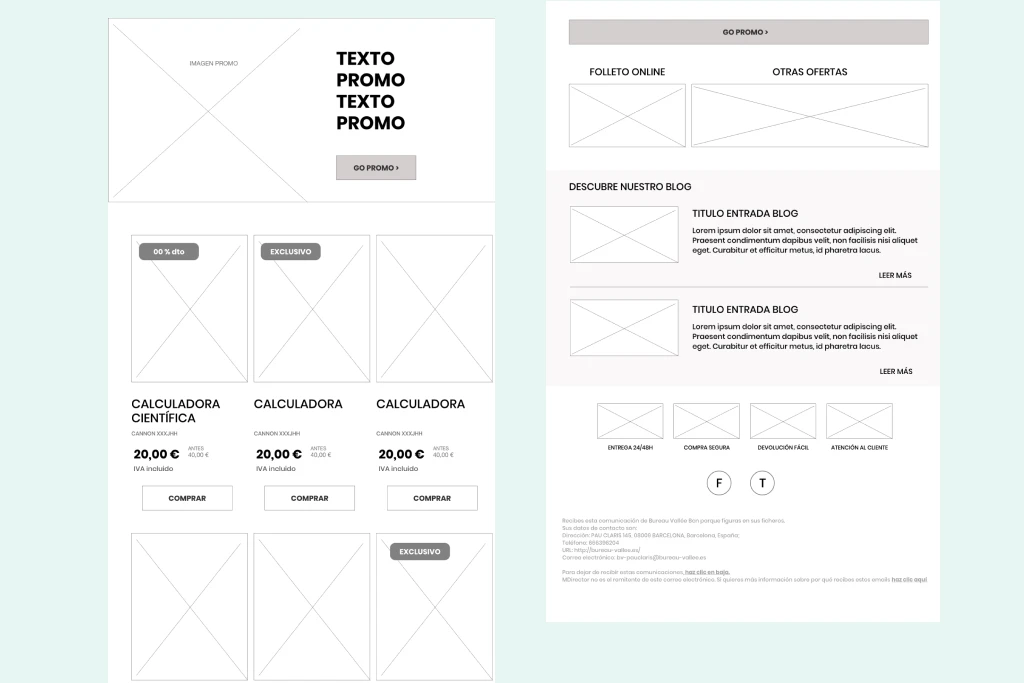 IMAGEN PROMO
TEXTO
PROMO
TEXTO
PROMO
GO PROMO >
00 % dto
EXCLUSIVO
CALCULADORA
CIENTÍFICA
CANNON XXXJHH
20,00 €
ANTES
40,00 €
IVA incluido
COMPRAR
CALCULADORA
CANNON XXXJHH
20,00 €
ANTES
40,00 €
IVA incluido
COMPRAR
CALCULADORA
CANNON XXXJHH
20,00 €
ANTES
40,00 €
IVA incluido
COMPRAR
EXCLUSIVO
GO PROMO >
FOLLETO ONLINE
OTRAS OFERTAS
DESCUBRE NUESTRO BLOG
TITULO ENTRADA BLOG
Lorem ipsum dolor sit amet, consectetur adipiscing elit.
Praesent condimentum dapibus velit, non facilisis nisi aliquet
eget. Curabitur et efficitur metus, id pharetra lacus.
LEER MÁS
TITULO ENTRADA BLOG
Lorem ipsum dolor sit amet, consectetur adipiscing elit.
Praesent condimentum dapibus velit, non facilisis nisi aliquet
eget. Curabitur et efficitur metus, id pharetra lacus.
LEER MÁS
ENTREGA 24/48H
COMPRA SEGURA
DEVOLUCIÓN FÁCIL
ATENCIÓN AL CLIENTE
F
T
Recibes esta comunicación de Bureau Vallée Bcn porque figuras en sus ficheros.
Sus datos de contacto son:
Dirección: PAU CLARIS 145, 08009 BARCELONA, Barcelona, España;
Teléfono: 666396204
URL: http://bureau-vallee.es/
Correo electrónico: bv-pauclaris@bureau-vallee.es
Para dejar de recibir estas comunicaciones, haz clic en baja.
MDirector no es el remitente de este correo electrónico. Si quieres más información sobre por qué recibes estos emails haz clic aquí